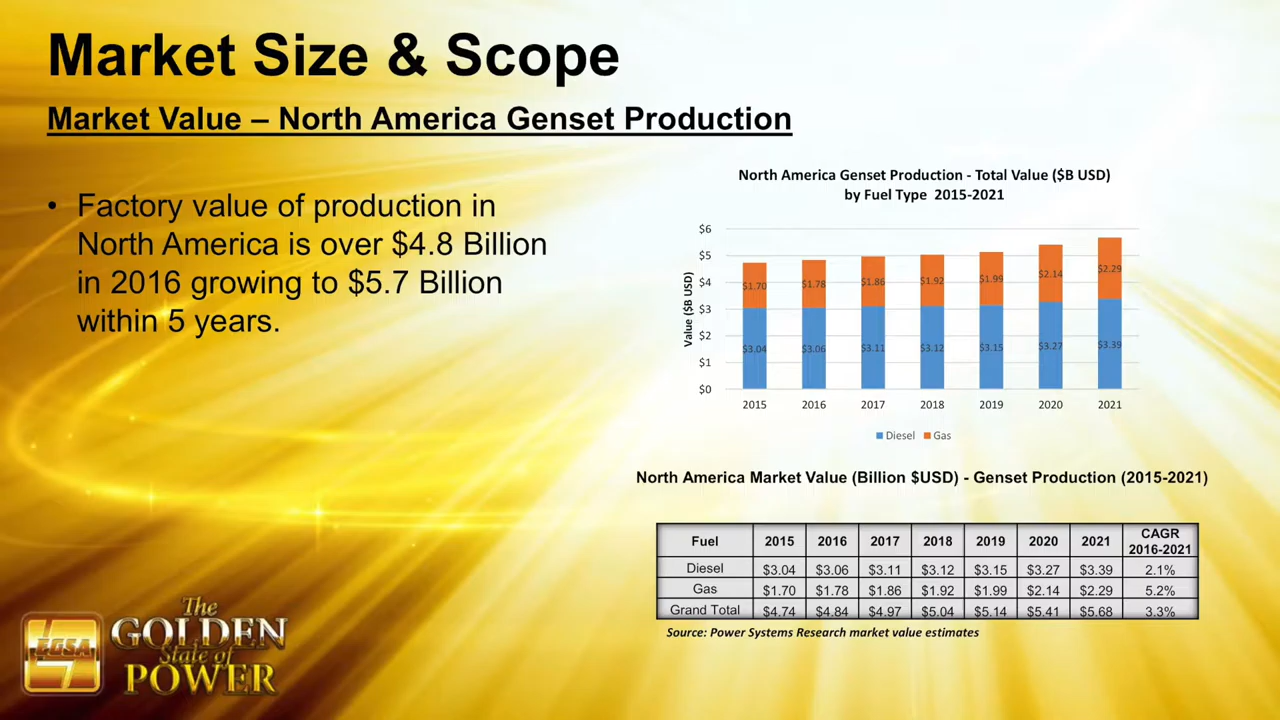 Market Size & Scope
Market Value – North America Genset Production
• Factory value of production in
North America is over $4.8 Billion
in 2016 growing to $5.7 Billion
within 5 years.
North America Genset Production - Total Value ($B USD)
by Fuel Type 2015-2021
Value ($B USD)
$6
$5
$4
$3
$2
$1
$0
$1.70 $1.78 $1.86 $1.92 $1.99 $2.14 $2.29
$3.04 $3.06 $3.11 $3.12 $3.15 $3.27 $3.39
2015 2016 2017 2018 2019 2020 2021
Diesel Gas
North America Market Value (Billion $USD) - Genset Production (2015-2021)
Fuel 2015 2016 2017 2018 2019 2020 2021 CAGR 2016-2021
Diesel $3.04 $3.06 $3.11 $3.12 $3.15 $3.27 $3.39 2.1%
Gas $1.70 $1.78 $1.86 $1.92 $1.99 $2.14 $2.29 5.2%
Grand Total $4.74 $4.84 $4.97 $5.04 $5.14 $5.41 $5.68 3.3%
Source: Power Systems Research market value estimates
EGSA
The
GOLDEN
State of
POWER